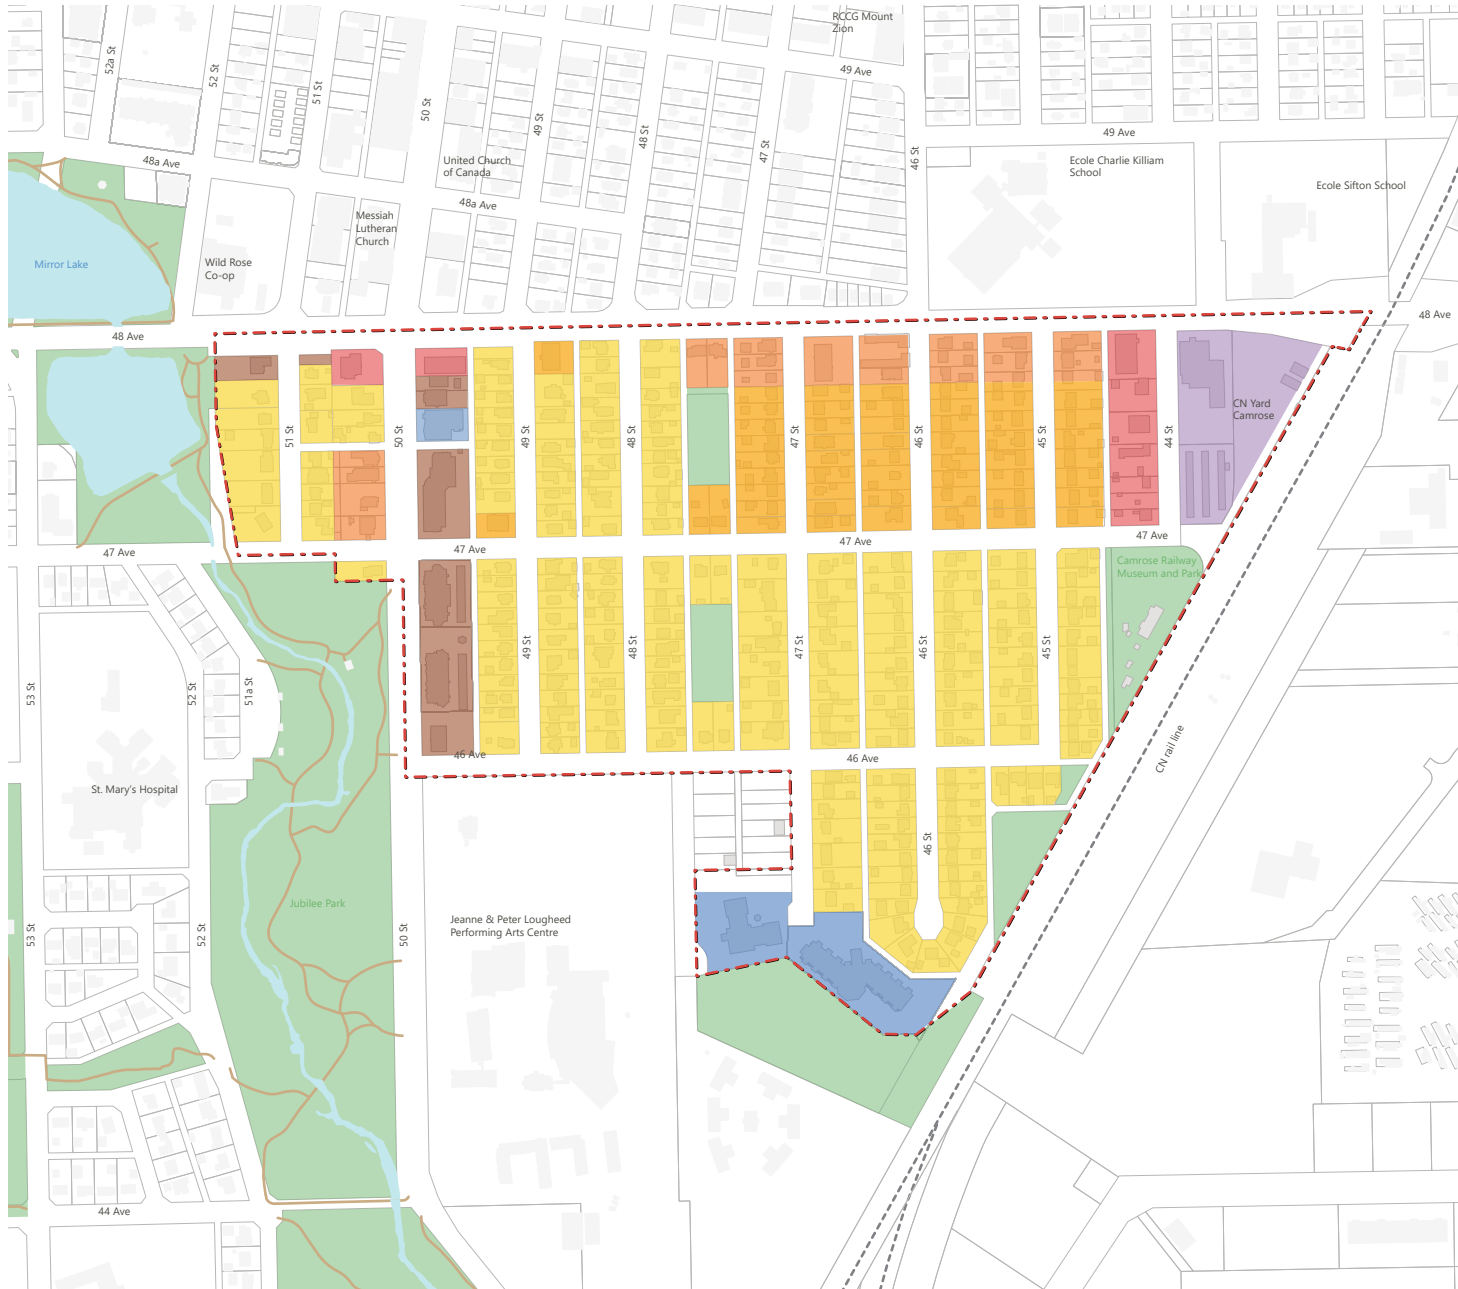 RCCG Mount
Zion
52a St
52 St
51 St
50 St
49 St
48 St
47 St
46 St
49 Ave
49 Ave
48a Ave
United Church
of Canada
48a Ave
Ecole Charlie Killiam
School
Ecole Sifton School
Messiah
Lutheran
Church
Mirror Lake
Wild Rose
Co-op
48 Ave
48 Ave
51 St
50 St
49 St
48 St
47 St
46 St
45 St
44 St
CN Yard
Camrose
47 Ave
47 Ave
47 Ave
47 Ave
Camrose Railway
Museum and Park
53 St
52 St
51a St
49 St
48 St
47 St
46 St
45 St
46 Ave
46 Ave
CN rail line
St. Mary's Hospital
46 St
Jubilee Park
53 St
52 St
50 St
Jeanne & Peter Lougheed
Performing Arts Centre
44 Ave